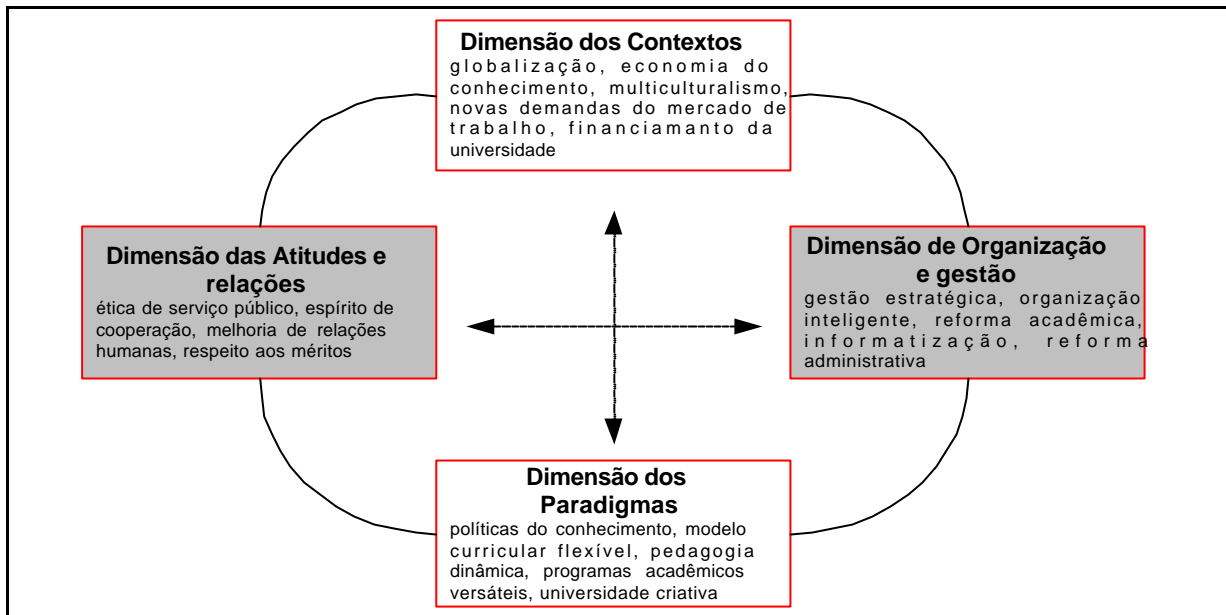 Dimensão dos Contextos
globalização, economia do
conhecimento, multiculturalismo,
novas demandas do mercado de
trabalho, financiamanto da
universidade
Dimensão das Atitudes e
relações
ética de serviço público, espírito de
cooperação, melhoria de relações
humanas, respeito aos méritos
Dimensão de Organização
e gestão
gestão estratégica, organização
inteligente, reforma acadêmica,
informatização, reforma
administrativa
Dimensão dos
Paradigmas
políticas do conhecimento, modelo
curricular flexível, pedagogia
dinâmica, programas acadêmicos
versáteis, universidade criativa